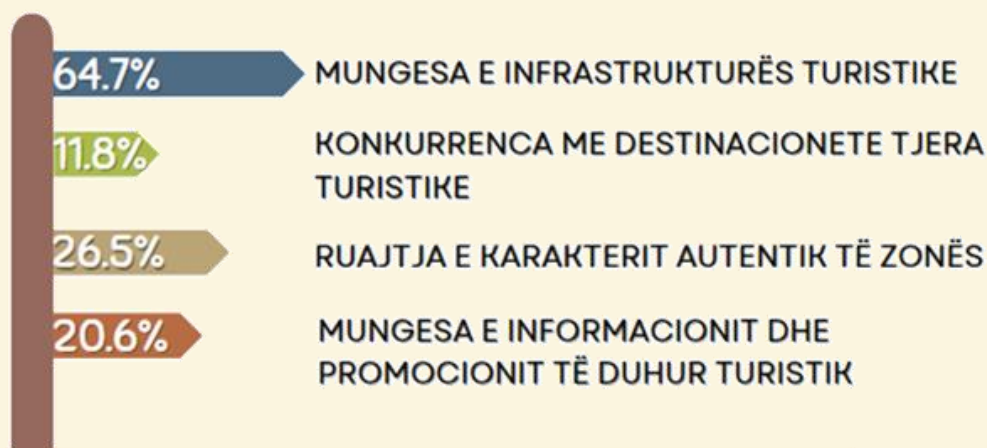 64.7% MUNGESA E INFRASTRUKTURËS TURISTIKE
11.8% KONKURRENCA ME DESTINACIONETE TJERA
TURISTIKE
26.5% RUAJTJA E KARAKTERIT AUTENTIK TË ZONËS
20.6% MUNGESA E INFORMACIONIT DHE
PROMOCIONIT TË DUHUR TURISTIK